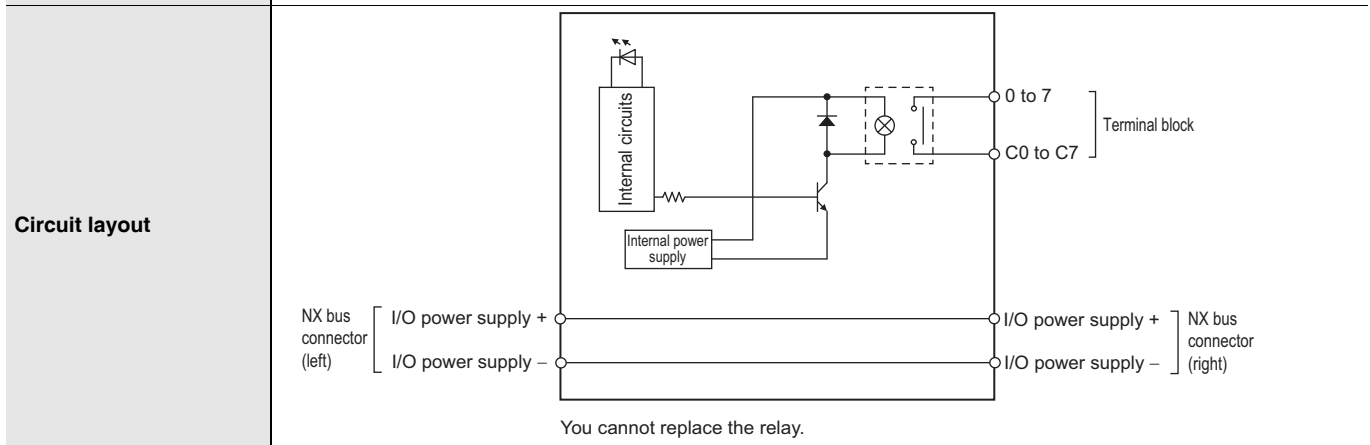 Circuit layout
Internal circuits
Internal power
supply
0 to 7
C0 to C7
Terminal block
NX bus
connector
(left)
I/O power supply +
I/O power supply –
I/O power supply +
I/O power supply –
NX bus
connector
(right)
You cannot replace the relay.